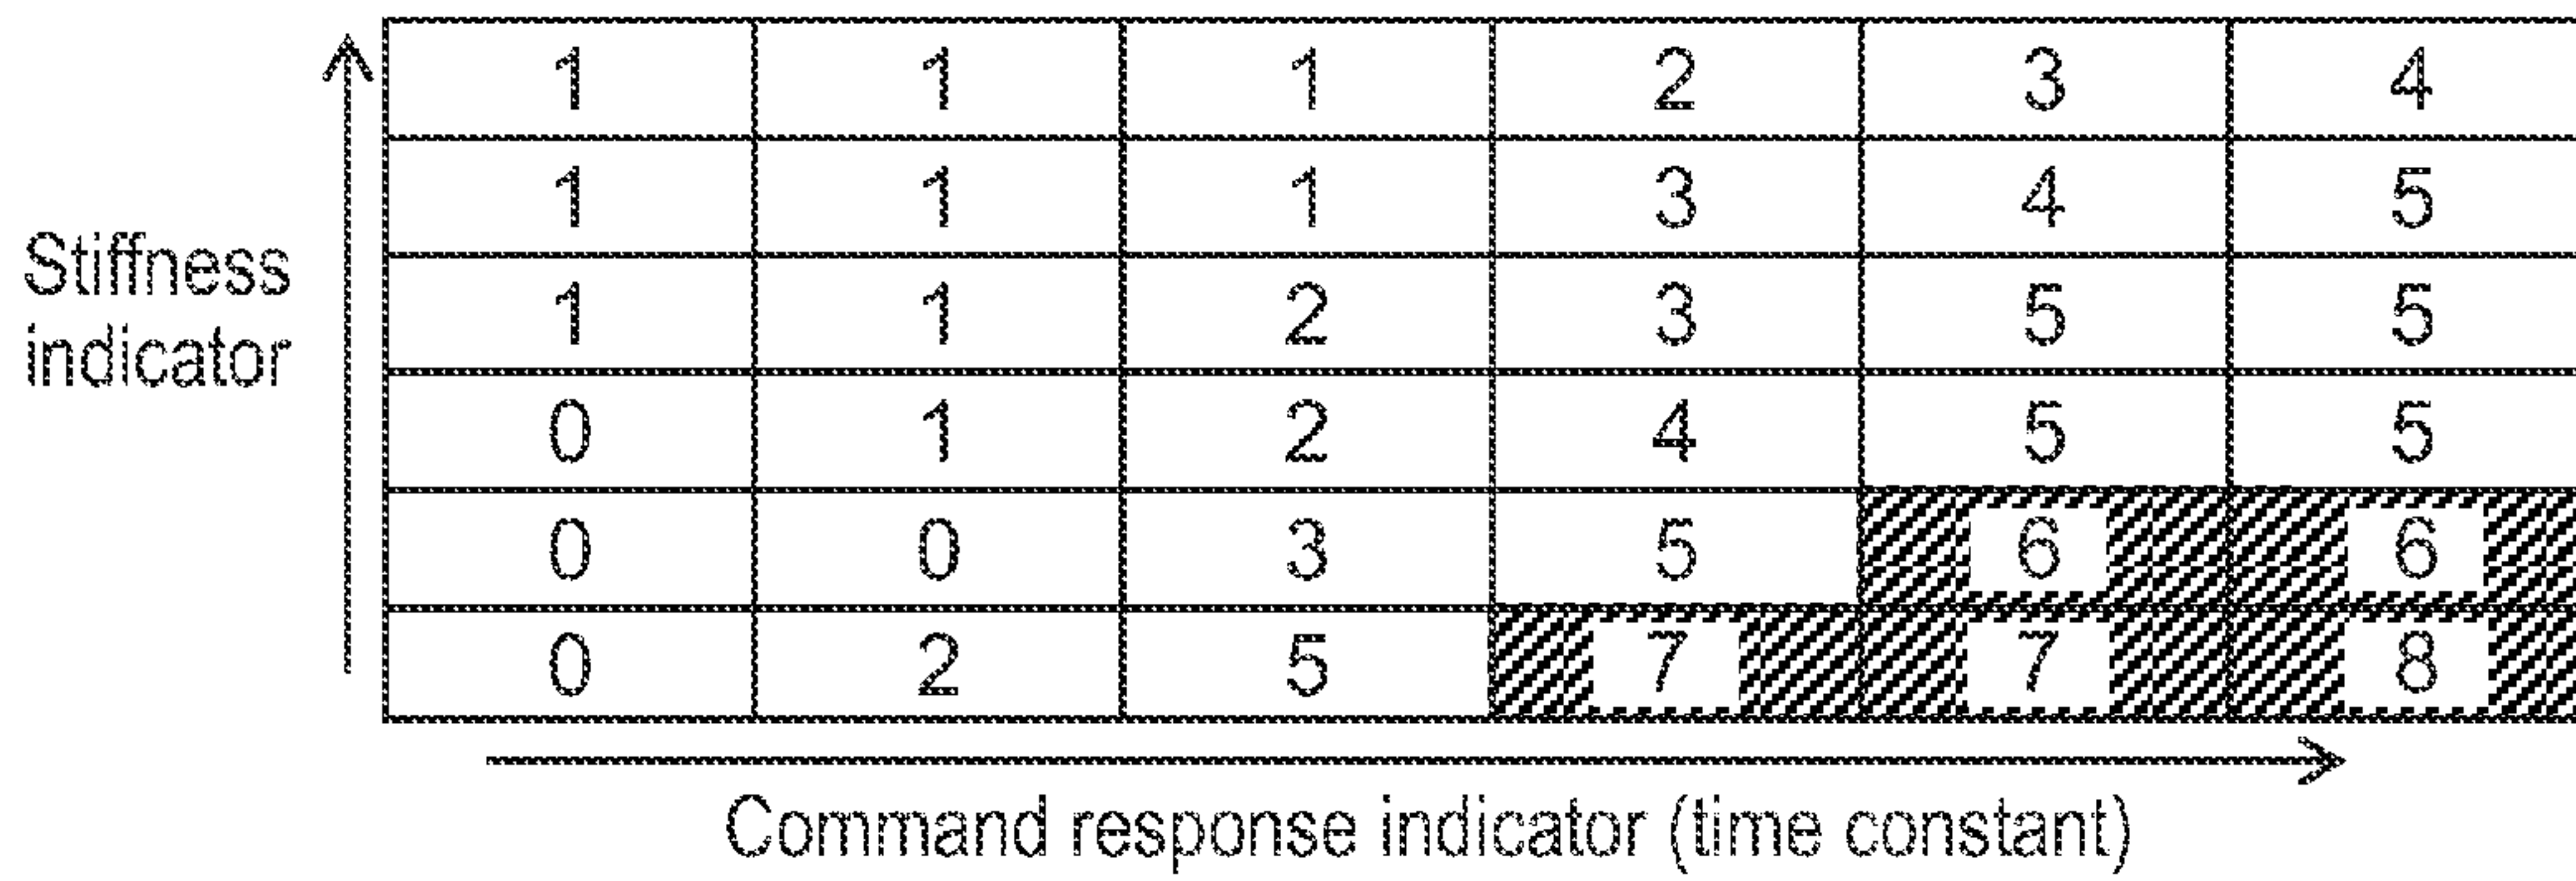 1 1 1 2 3 4
1 1 1 3 4 5
Stiffness
indicator
1 1 2 3 5 5
0 1 2 4 5 5
0 0 3 5 6 6
0 2 5 7 7 8
Command response indicator (time constant)